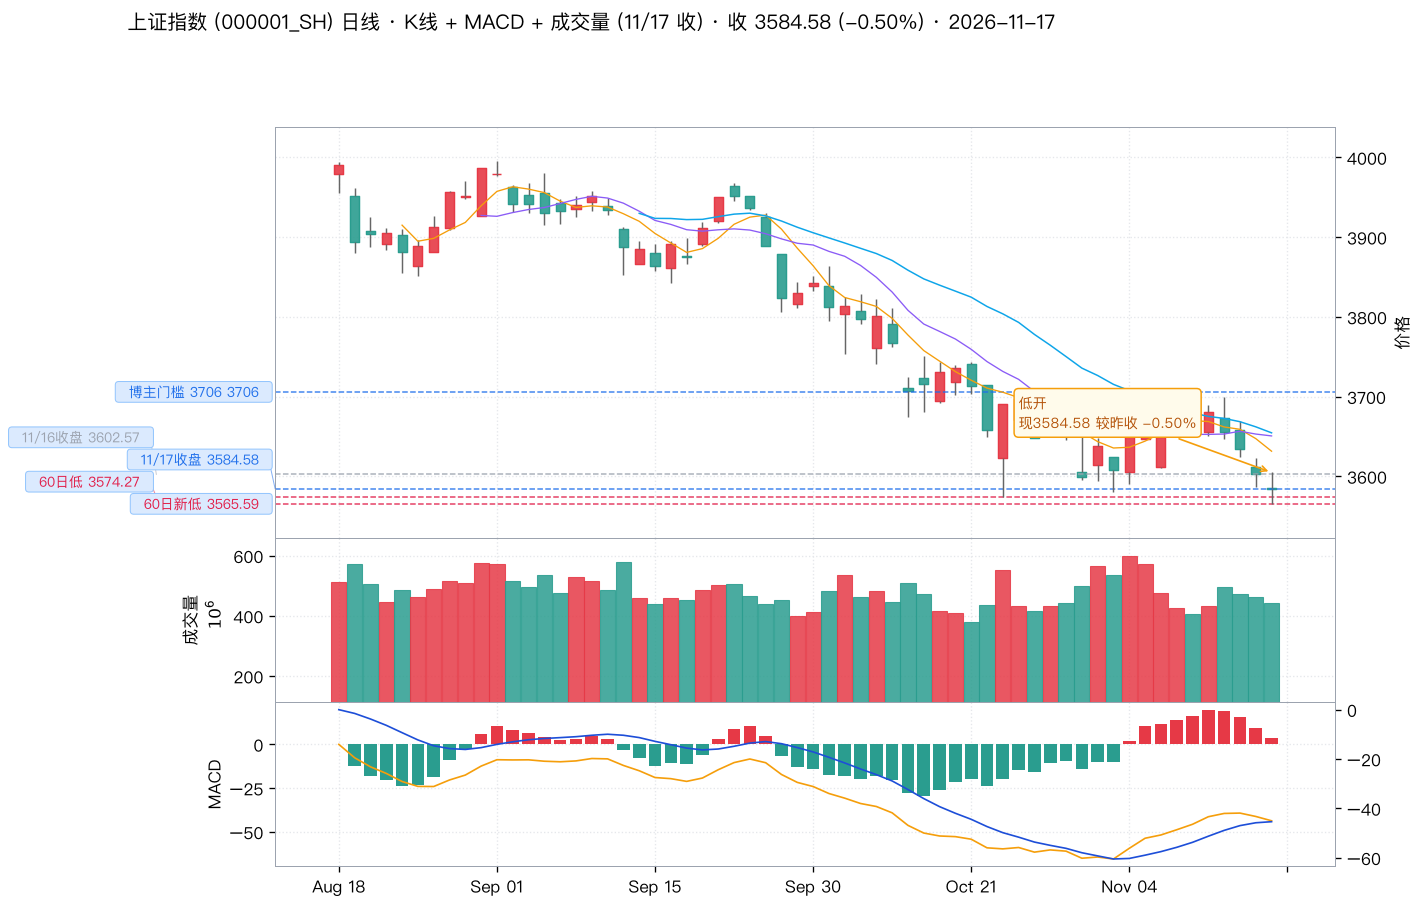 上证指数 (000001_SH) 日线 · K线 + MACD + 成交量 (11/17 收) · 收 3584.58 (−0.50%) · 2026−11−17
4000
3900
3800
3700
3600
价格
博主门槛 3706 3706
11/16收盘 3602.57
11/17收盘 3584.58
60日低 3574.27
60日新低 3565.59
低开
现3584.58 较昨收 −0.50%
600
400
200
成交量
10⁶
0
−25
−50
MACD
0
−20
−40
−60
Aug 18
Sep 01
Sep 15
Sep 30
Oct 21
Nov 04